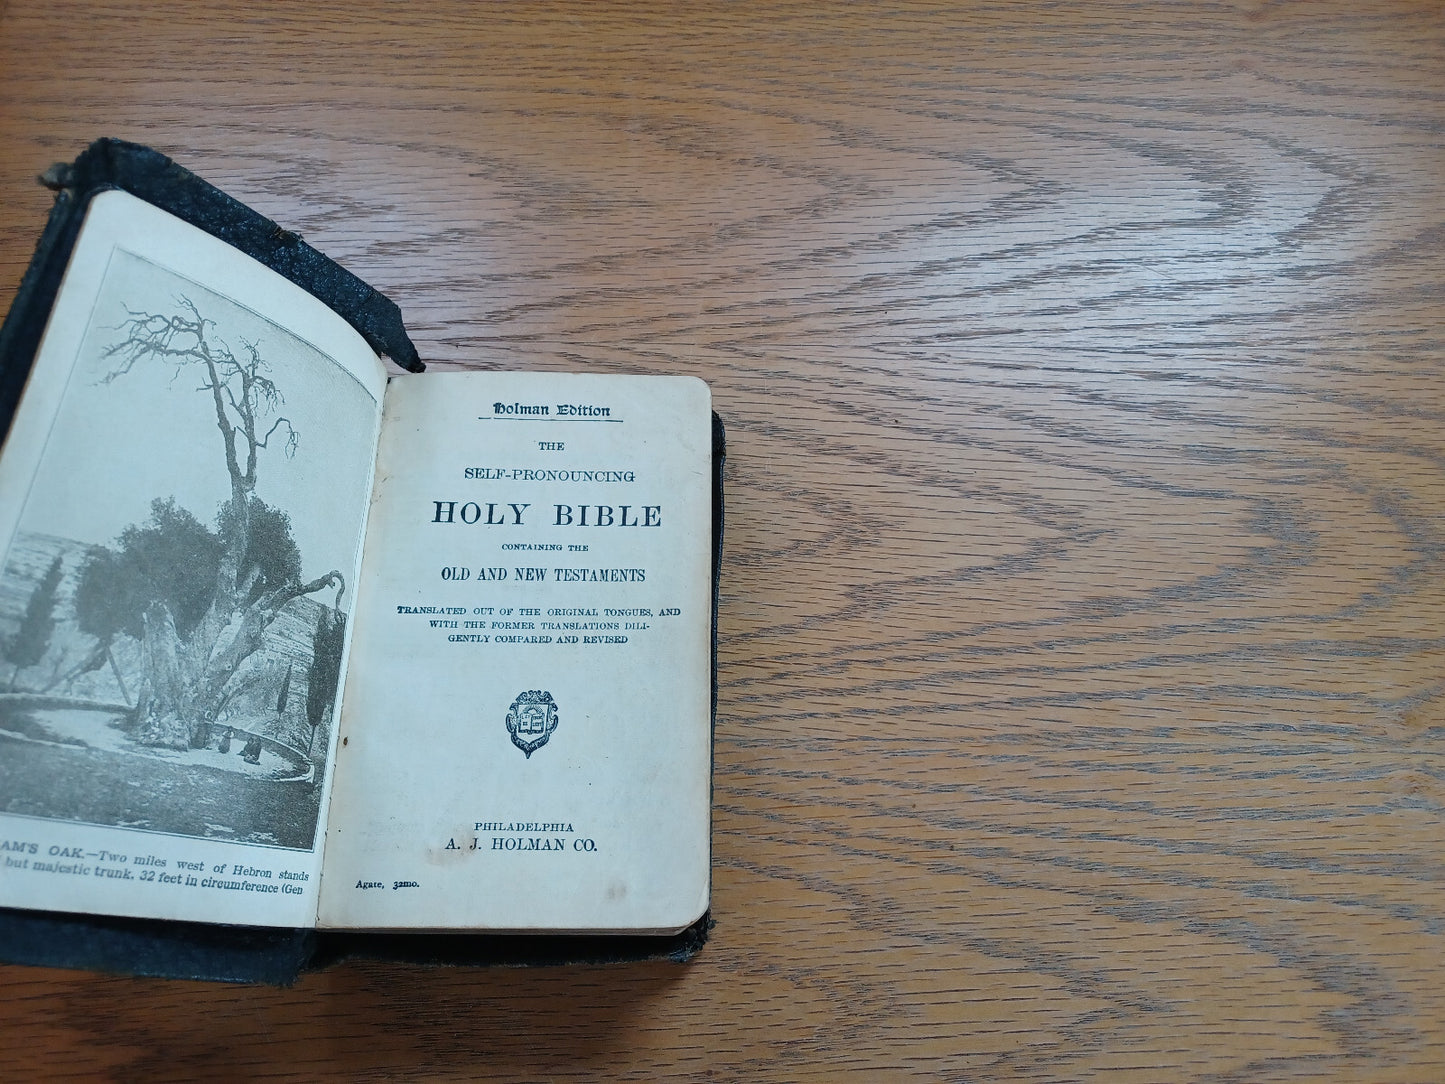 AM'S OAK.—Two miles west of Hebron stands
but majestic trunk, 32 feet in circumference (Gen
Holman Edition
THE
SELF-PRONOUNCING
HOLY BIBLE
CONTAINING THE
OLD AND NEW TESTAMENTS
TRANSLATED OUT OF THE ORIGINAL TONGUES, AND
WITH THE FORMER TRANSLATIONS DILI-
GENTLY COMPARED AND REVISED
PHILADELPHIA
A. J. HOLMAN CO.
Agate, 32mo.